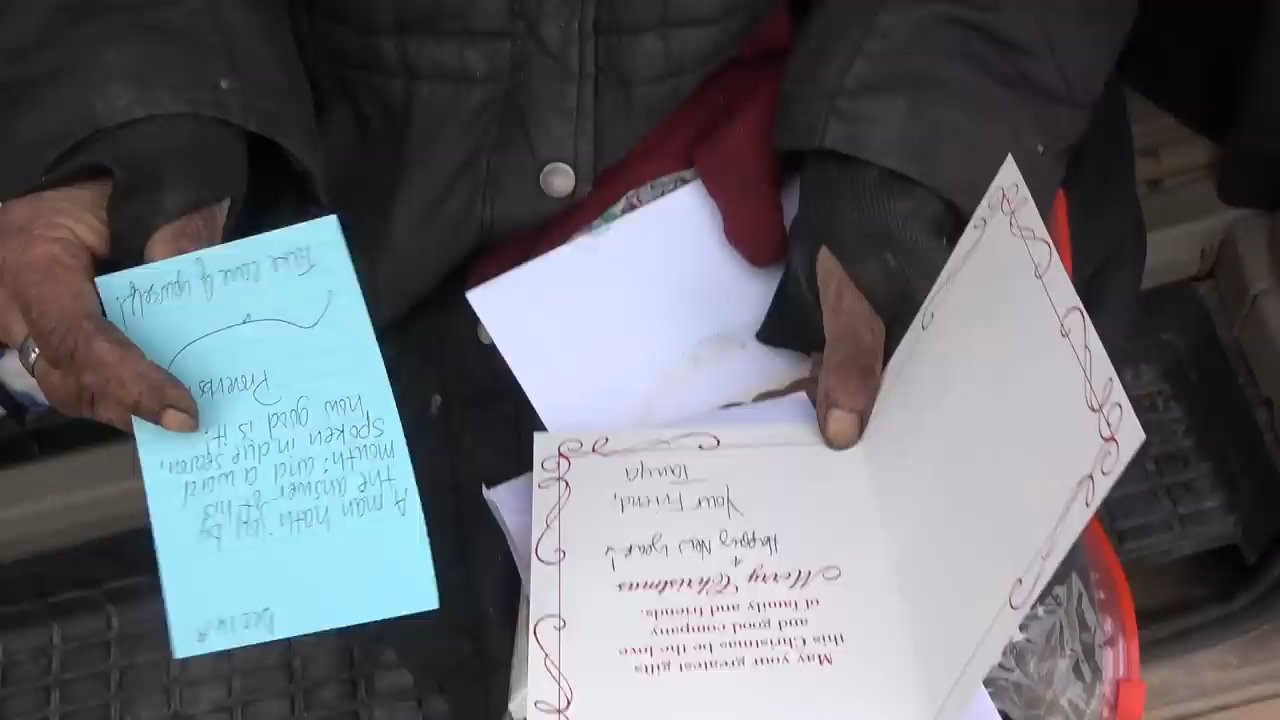 Dec 14
A man hath joy by
the answer of his
mouth: and a word
spoken in due season,
how good is it!
Proverbs
Take care of yourself!
May your greatest gifts
this Christmas be the love
and good company
of family and friends.
Merry Christmas
+
Happy New Year!
Your Friend,
Tanya